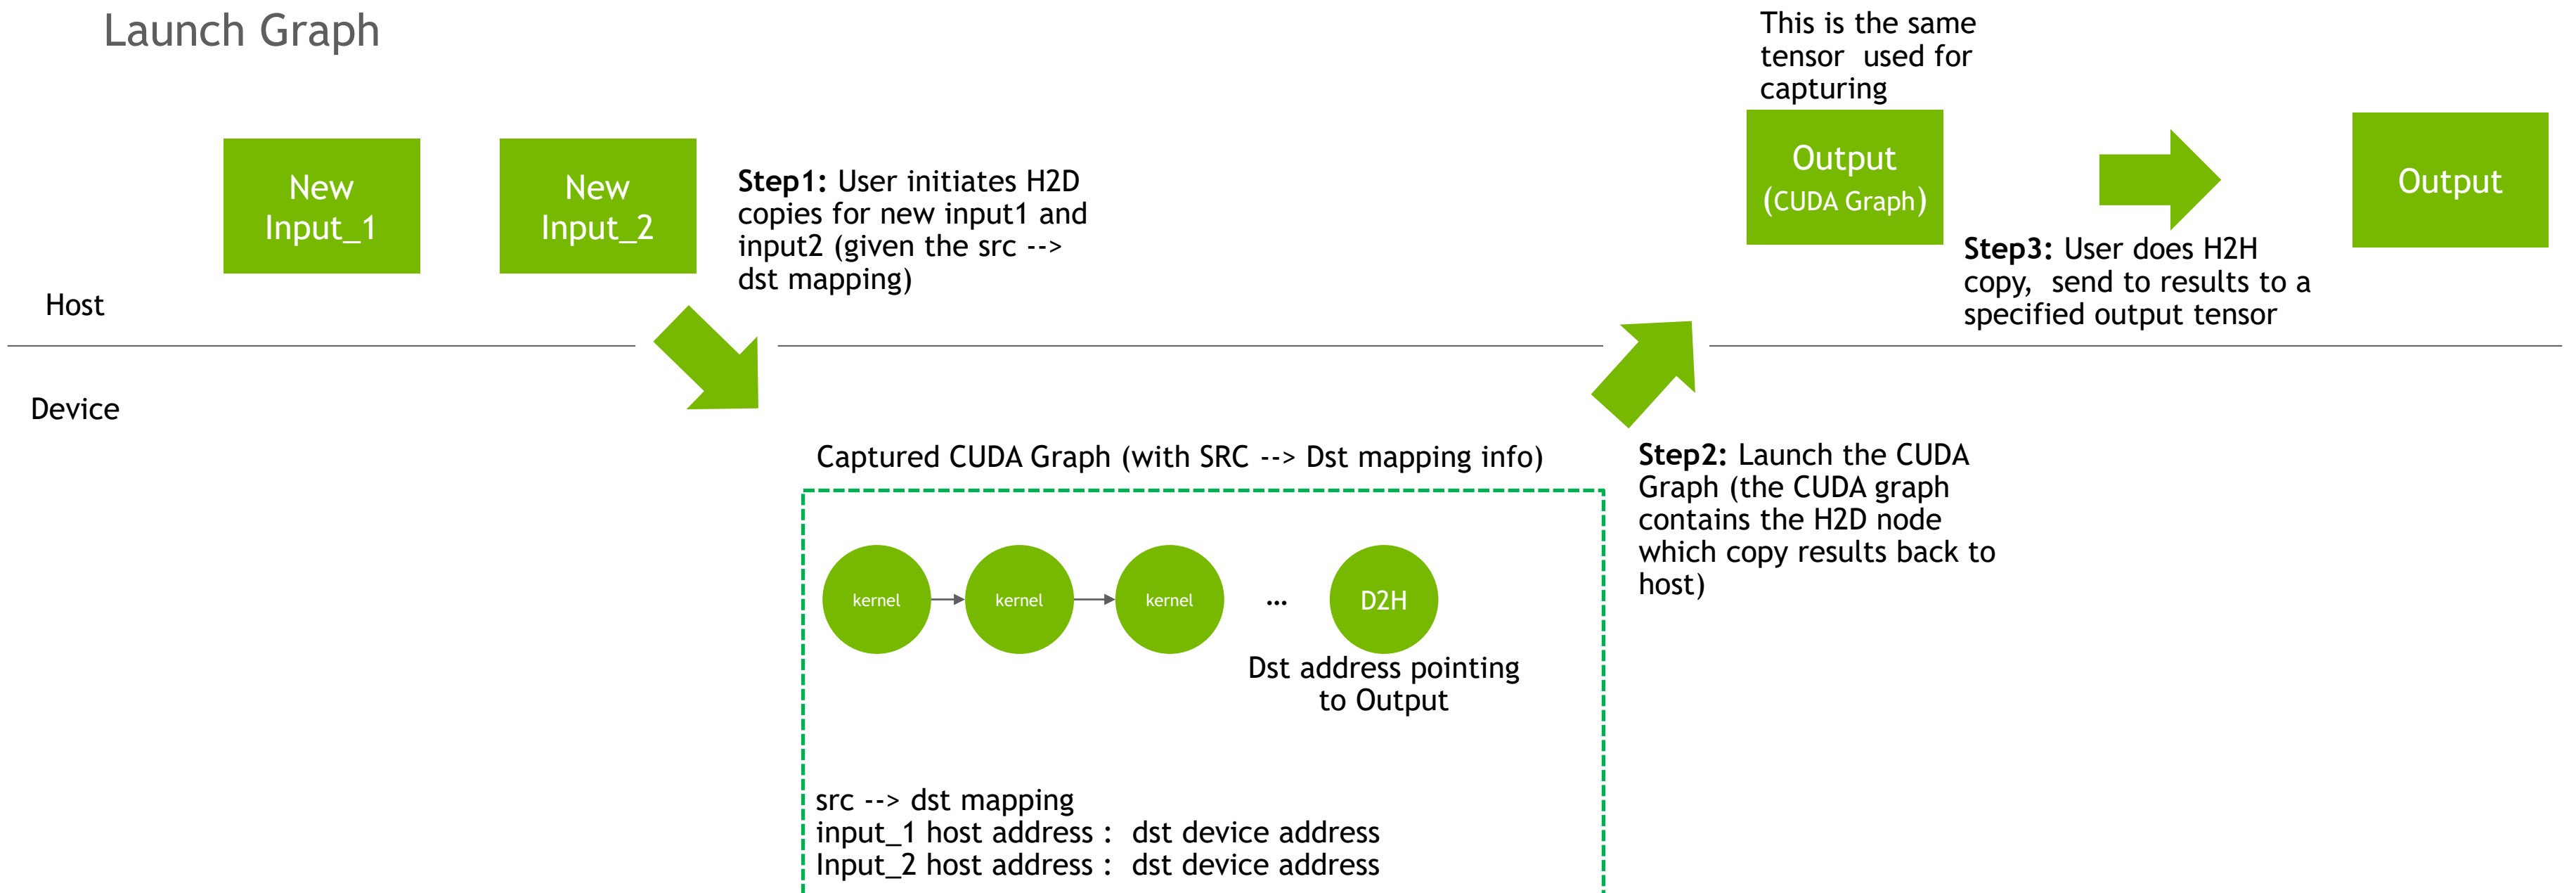 Launch Graph
New
Input_1
New
Input_2
Step1: User initiates H2D
copies for new input1 and
input2 (given the src -->
dst mapping)
This is the same
tensor  used for
capturing
Output
(CUDA Graph)
Output
Step3: User does H2H
copy,  send to results to a
specified output tensor
Host
Device
Captured CUDA Graph (with SRC --> Dst mapping info)
kernel
kernel
kernel
...
D2H
Dst address pointing
to Output
src --> dst mapping
input_1 host address :  dst device address
Input_2 host address :  dst device address
Step2: Launch the CUDA
Graph (the CUDA graph
contains the H2D node
which copy results back to
host)